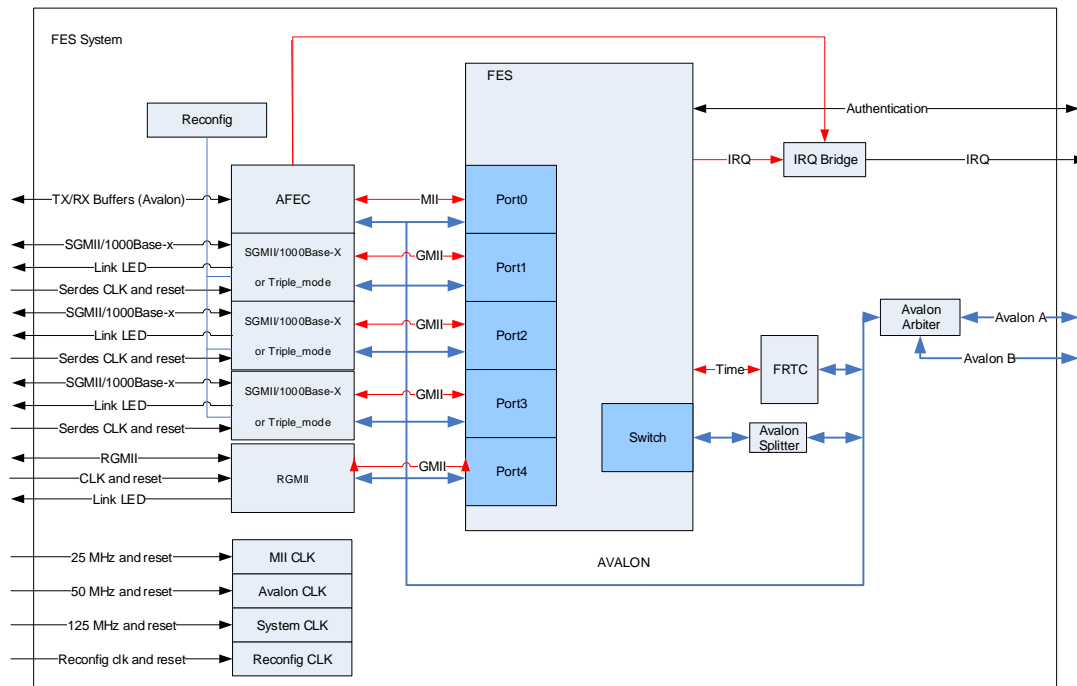 FES System
FES
Reconfig
Authentication
IRQ
IRQ Bridge
IRQ
TX/RX Buffers (Avalon)
AFEC
MII
Port0
SGMII/1000Base-x
SGMII/1000Base-X
GMII
Port1
Link LED
or Triple_mode
Serdes CLK and reset
SGMII/1000Base-x
SGMII/1000Base-X
GMII
Port2
Link LED
or Triple_mode
Serdes CLK and reset
Avalon
Arbiter
Avalon A
Avalon B
SGMII/1000Base-x
SGMII/1000Base-X
GMII
Port3
Link LED
or Triple_mode
Serdes CLK and reset
Time
FRTC
Switch
Avalon
Splitter
RGMII
CLK and reset
Link LED
RGMII
GMII
Port4
AVALON
25 MHz and reset
MII CLK
50 MHz and reset
Avalon CLK
125 MHz and reset
System CLK
Reconfig clk and reset
Reconfig CLK